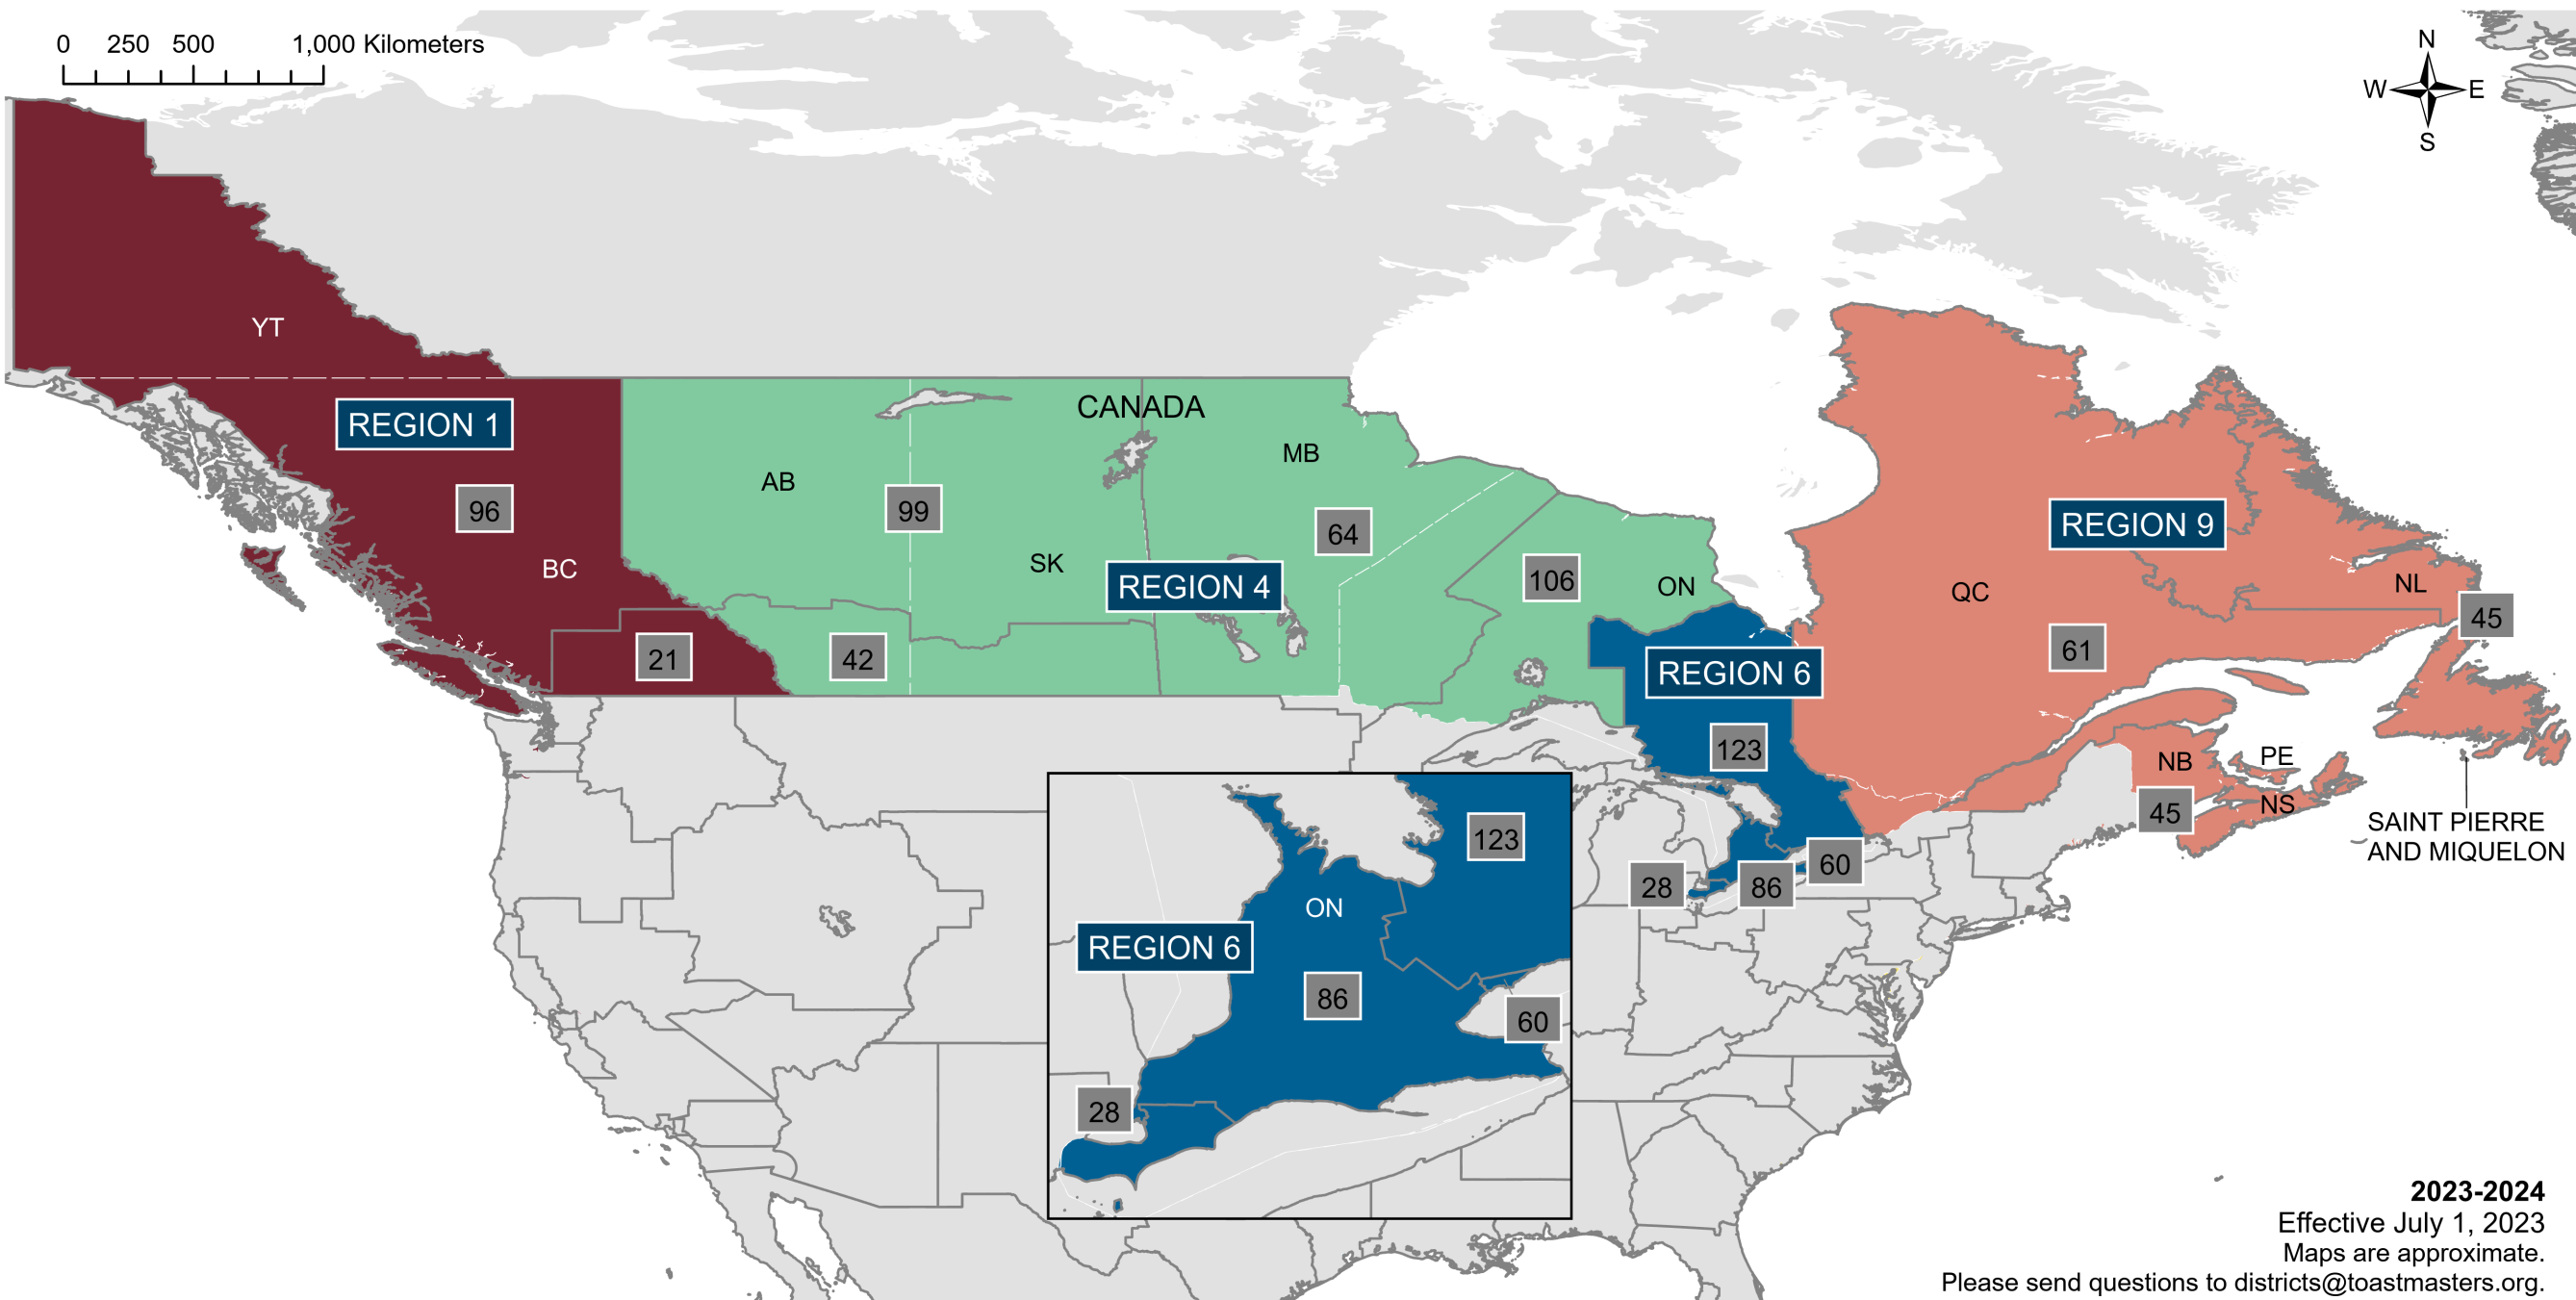 0 250 500 1,000 Kilometers
N
W E
S
YT
REGION 1
CANADA
MB
AB
96
99
64
REGION 9
106
BC
SK
REGION 4
ON
QC
NL
45
21
42
REGION 6
61
123
NB
PE
45
NS
SAINT PIERRE
AND MIQUELON
28
86
60
123
ON
REGION 6
86
60
28
2023-2024
Effective July 1, 2023
Maps are approximate.
Please send questions to districts@toastmasters.org.